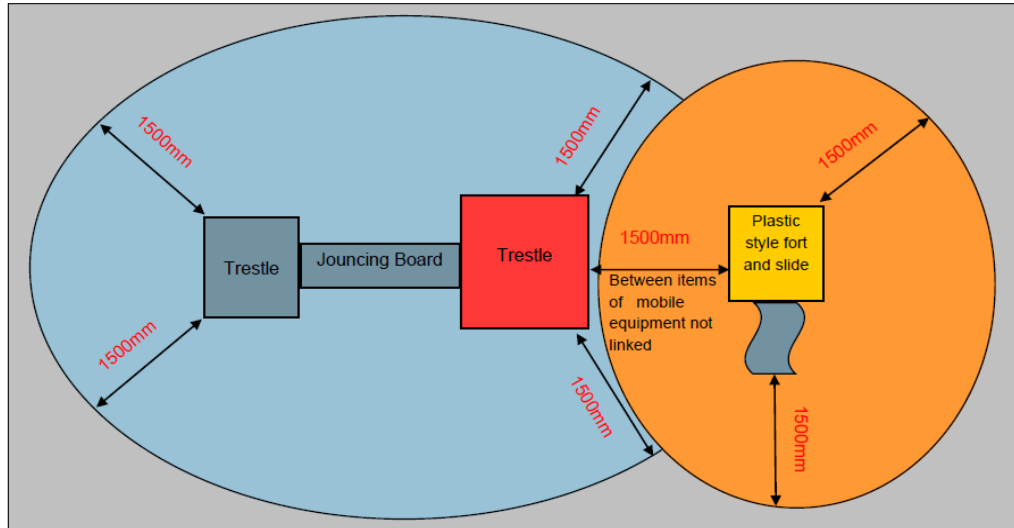 1500mm
1500mm
1500mm
Plastic
style fort
and slide
1500mm
Trestle
Jouncing Board
Trestle
Between items
of mobile
equipment not
linked
1500mm
1500mm
1500mm